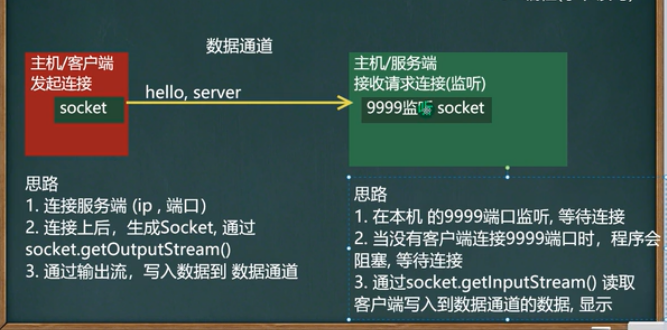 数据通道
主机/客户端
发起连接
socket
hello, server
主机/服务端
接收请求连接(监听)
9999监听 socket
思路
1. 连接服务端 (ip , 端口)
2. 连接上后, 生成Socket, 通过
socket.getOutputStream()
3. 通过输出流，写入数据到 数据通道
思路
1. 在本机 的9999端口监听, 等待连接
2. 当没有客户端连接9999端口时，程序会
阻塞, 等待连接
3. 通过socket.getInputStream() 读取
客户端写入到数据通道的数据, 显示